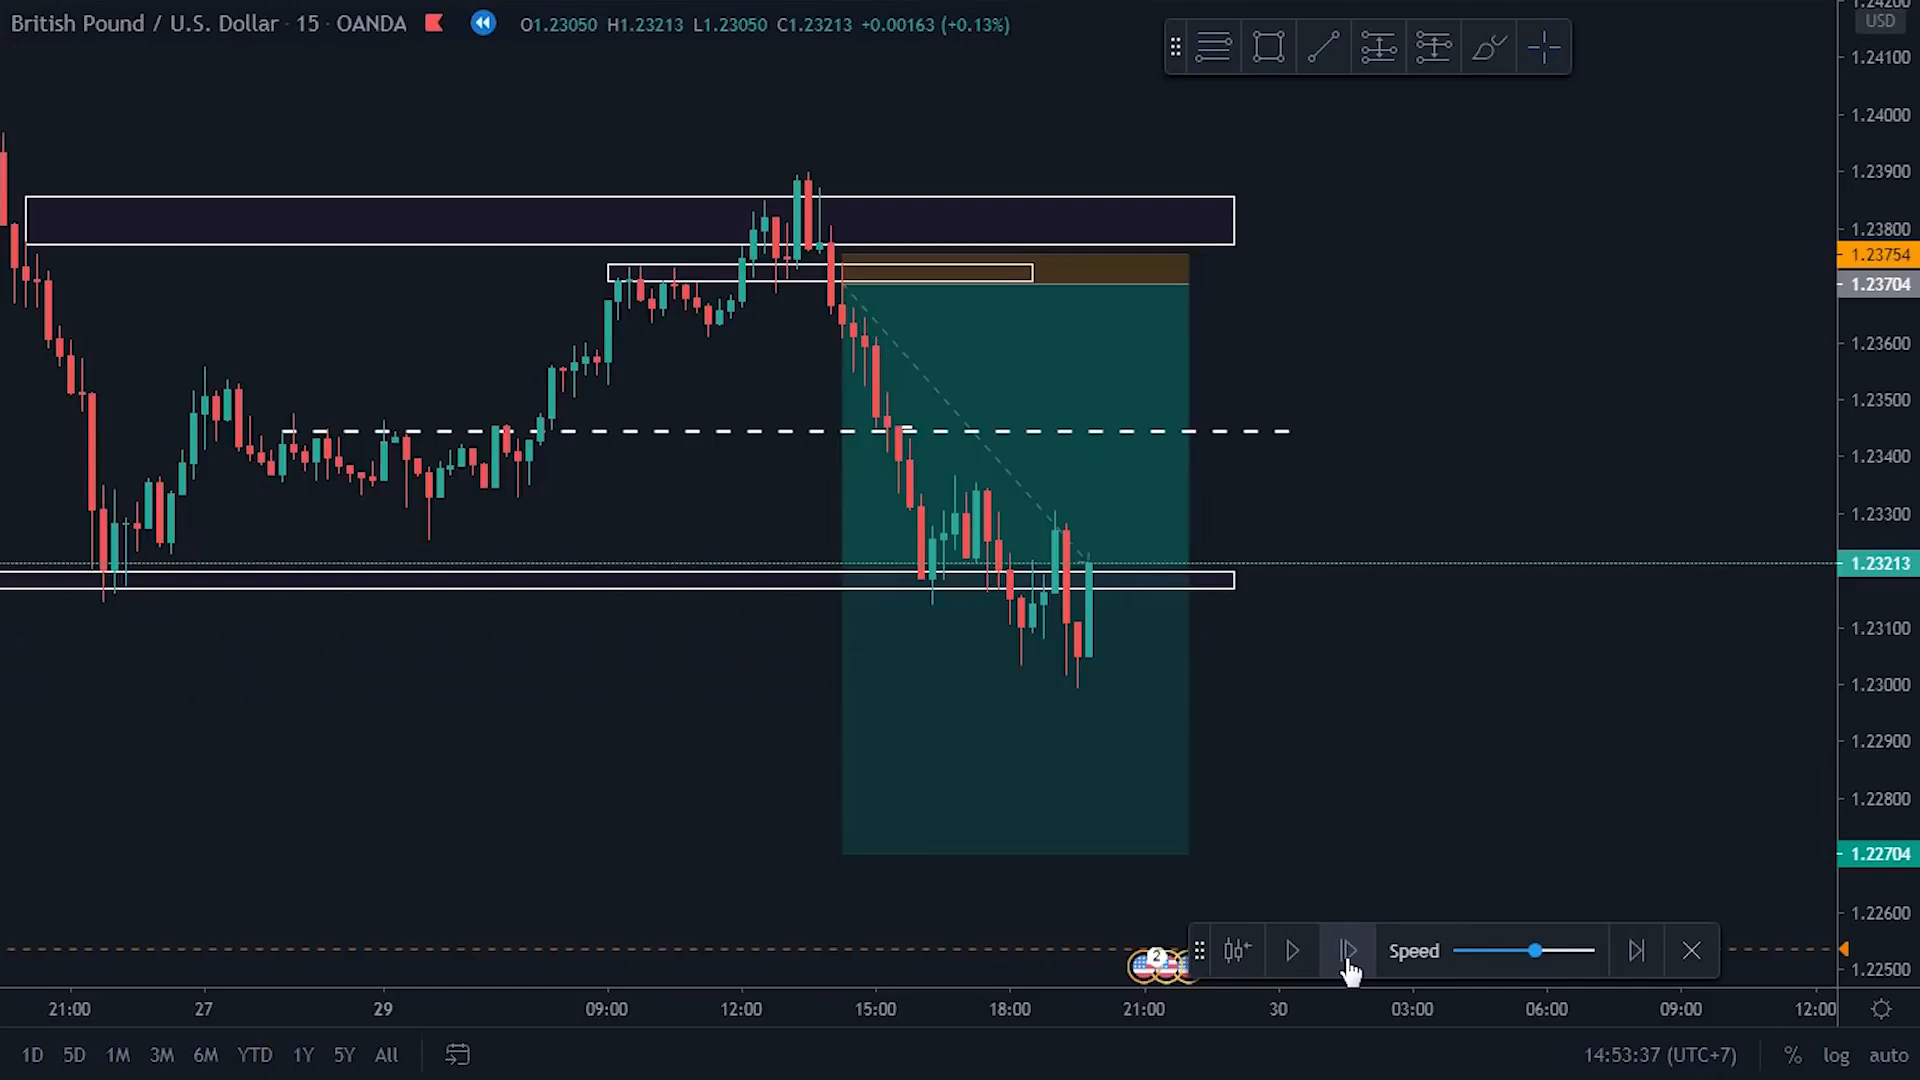 British Pound / U.S. Dollar · 15 · OANDA
O1.23050 H1.23213 L1.23050 C1.23213 +0.00163 (+0.13%)
USD
1.24100
1.24000
1.23900
1.23800
1.23754
1.23704
1.23600
1.23500
1.23400
1.23300
1.23213
1.23100
1.23000
1.22900
1.22800
1.22704
1.22600
1.22500
2
Speed
21:00 27 29 09:00 12:00 15:00 18:00 21:00 30 03:00 06:00 09:00 12:00
1D 5D 1M 3M 6M YTD 1Y 5Y All
14:53:37 (UTC+7) % log auto